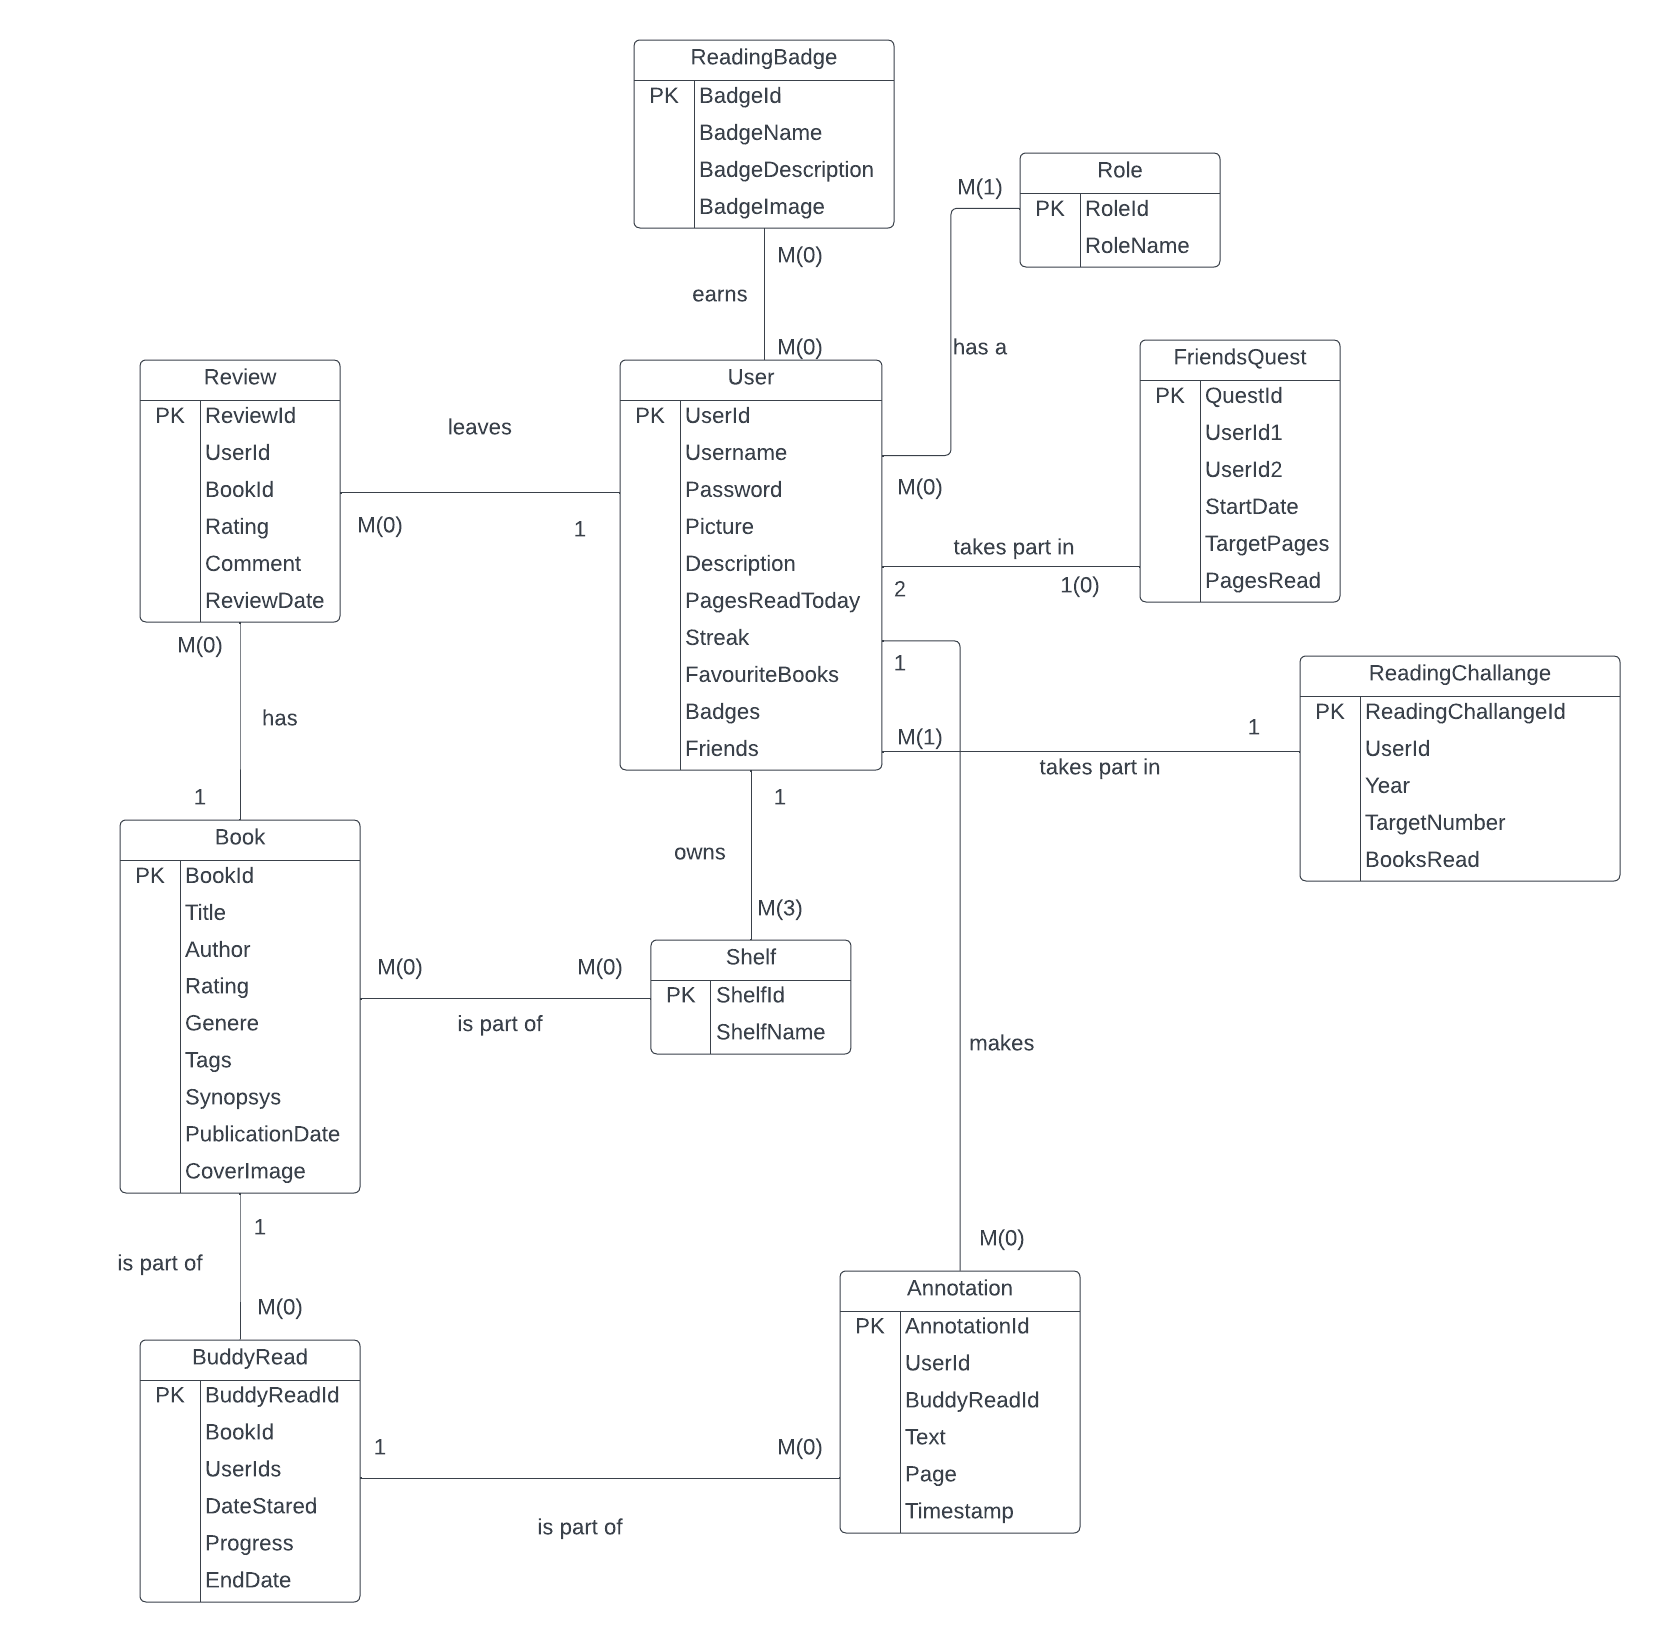 ReadingBadge
PK BadgeId
BadgeName
BadgeDescription
BadgeImage
M(0)
earns
M(0)
Role
PK RoleId
RoleName
M(1)
has a
M(0)
FriendsQuest
PK QuestId
UserId1
UserId2
StartDate
TargetPages
PagesRead
takes part in
2
1(0)
Review
PK ReviewId
UserId
BookId
Rating
Comment
ReviewDate
leaves
M(0)
1
User
PK UserId
Username
Password
Picture
Description
PagesReadToday
Streak
FavouriteBooks
Badges
Friends
1
M(1)
1
takes part in
ReadingChallange
PK ReadingChallangeId
UserId
Year
TargetNumber
BooksRead
M(0)
has
1
1
owns
M(3)
Book
PK BookId
Title
Author
Rating
Genere
Tags
Synopsys
PublicationDate
CoverImage
M(0)
M(0)
is part of
Shelf
PK ShelfId
ShelfName
makes
M(0)
1
is part of
M(0)
BuddyRead
PK BuddyReadId
BookId
UserIds
DateStared
Progress
EndDate
1
M(0)
is part of
Annotation
PK AnnotationId
UserId
BuddyReadId
Text
Page
Timestamp